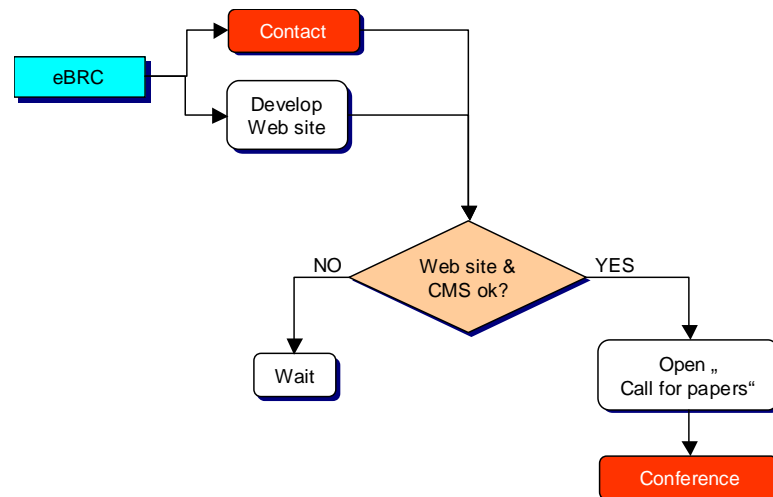 Contact
eBRC
Develop
Web site
NO
Web site &
CMS ok?
YES
Wait
Open „
Call for papers“
Conference